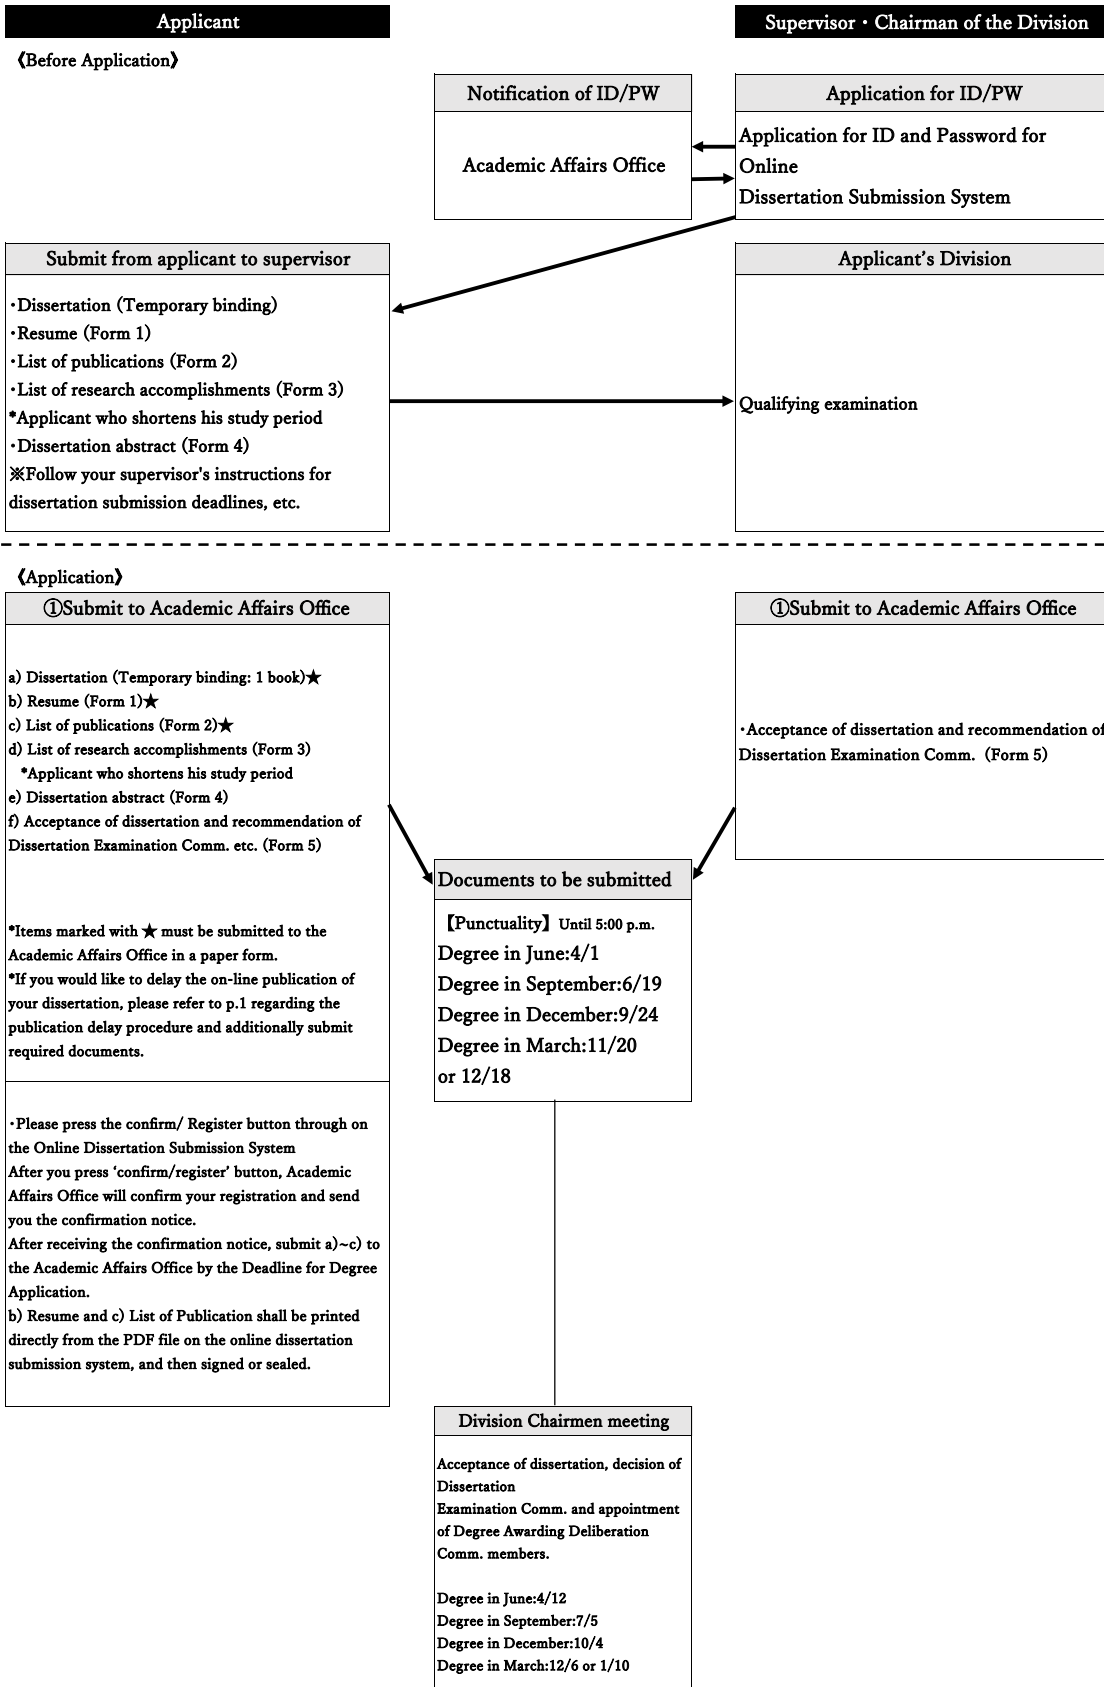 Applicant
Supervisor・Chairman of the Division
《Before Application》
Notification of ID/PW
Academic Affairs Office
Application for ID/PW
Application for ID and Password for
Online
Dissertation Submission System
Submit from applicant to supervisor
・Dissertation (Temporary binding)
・Resume (Form 1)
・List of publications (Form 2)
・List of research accomplishments (Form 3)
*Applicant who shortens his study period
・Dissertation abstract (Form 4)
※Follow your supervisor's instructions for
dissertation submission deadlines, etc.
Applicant's Division
Qualifying examination
《Application》
①Submit to Academic Affairs Office
a) Dissertation (Temporary binding: 1 book)★
b) Resume (Form 1)★
c) List of publications (Form 2)★
d) List of research accomplishments (Form 3)
*Applicant who shortens his study period
e) Dissertation abstract (Form 4)
f) Acceptance of dissertation and recommendation of
Dissertation Examination Comm. etc. (Form 5)
*Items marked with ★ must be submitted to the
Academic Affairs Office in a paper form.
*If you would like to delay the on-line publication of
your dissertation, please refer to p.1 regarding the
publication delay procedure and additionally submit
required documents.
・Please press the confirm/ Register button through on
the Online Dissertation Submission System
After you press ‘confirm/register’ button, Academic
Affairs Office will confirm your registration and send
you the confirmation notice.
After receiving the confirmation notice, submit a)~c) to
the Academic Affairs Office by the Deadline for Degree
Application.
b) Resume and c) List of Publication shall be printed
directly from the PDF file on the online dissertation
submission system, and then signed or sealed.
①Submit to Academic Affairs Office
・Acceptance of dissertation and recommendation of
Dissertation Examination Comm. (Form 5)
Documents to be submitted
【Punctuality】Until 5:00 p.m.
Degree in June:4/1
Degree in September:6/19
Degree in December:9/24
Degree in March:11/20
or 12/18
Division Chairmen meeting
Acceptance of dissertation, decision of
Dissertation
Examination Comm. and appointment
of Degree Awarding Deliberation
Comm. members.
Degree in June:4/12
Degree in September:7/5
Degree in December:10/4
Degree in March:12/6 or 1/10